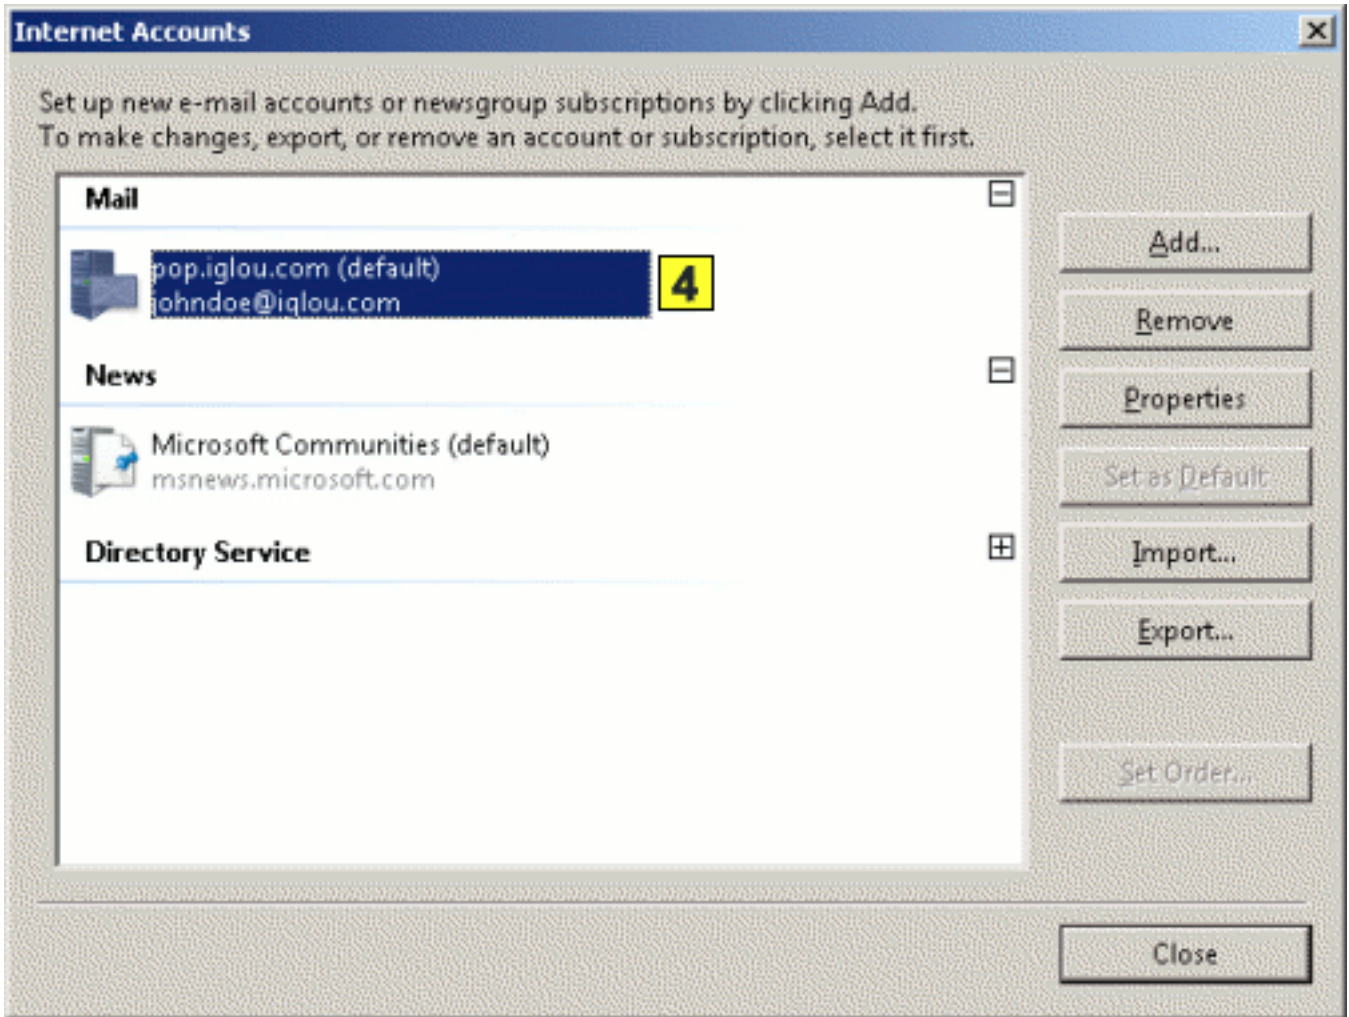 Internet Accounts
Set up new e-mail accounts or newsgroup subscriptions by clicking Add.
To make changes, export, or remove an account or subscription, select it first.
Mail
pop.iglou.com (default)
johndoe@iglou.com
4
News
Microsoft Communities (default)
msnews.microsoft.com
Directory Service
Add...
Remove
Properties
Set as Default
Import...
Export...
Set Order...
Close